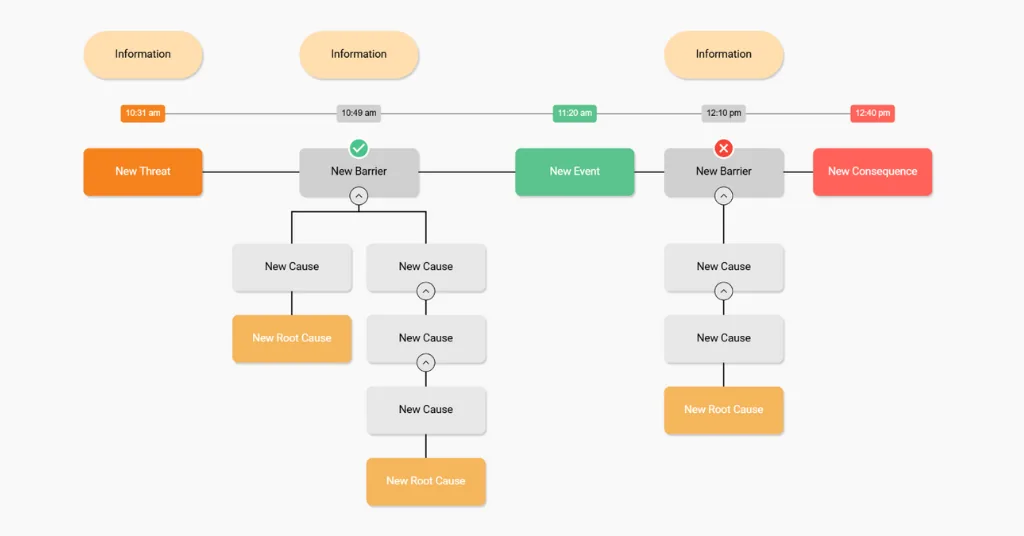 Information
Information
Information
10:31 am
10:49 am
11:20 am
12:10 pm
12:40 pm
New Threat
New Barrier
New Event
New Barrier
New Consequence
New Cause
New Cause
New Cause
New Root Cause
New Cause
New Cause
New Cause
New Root Cause
New Root Cause